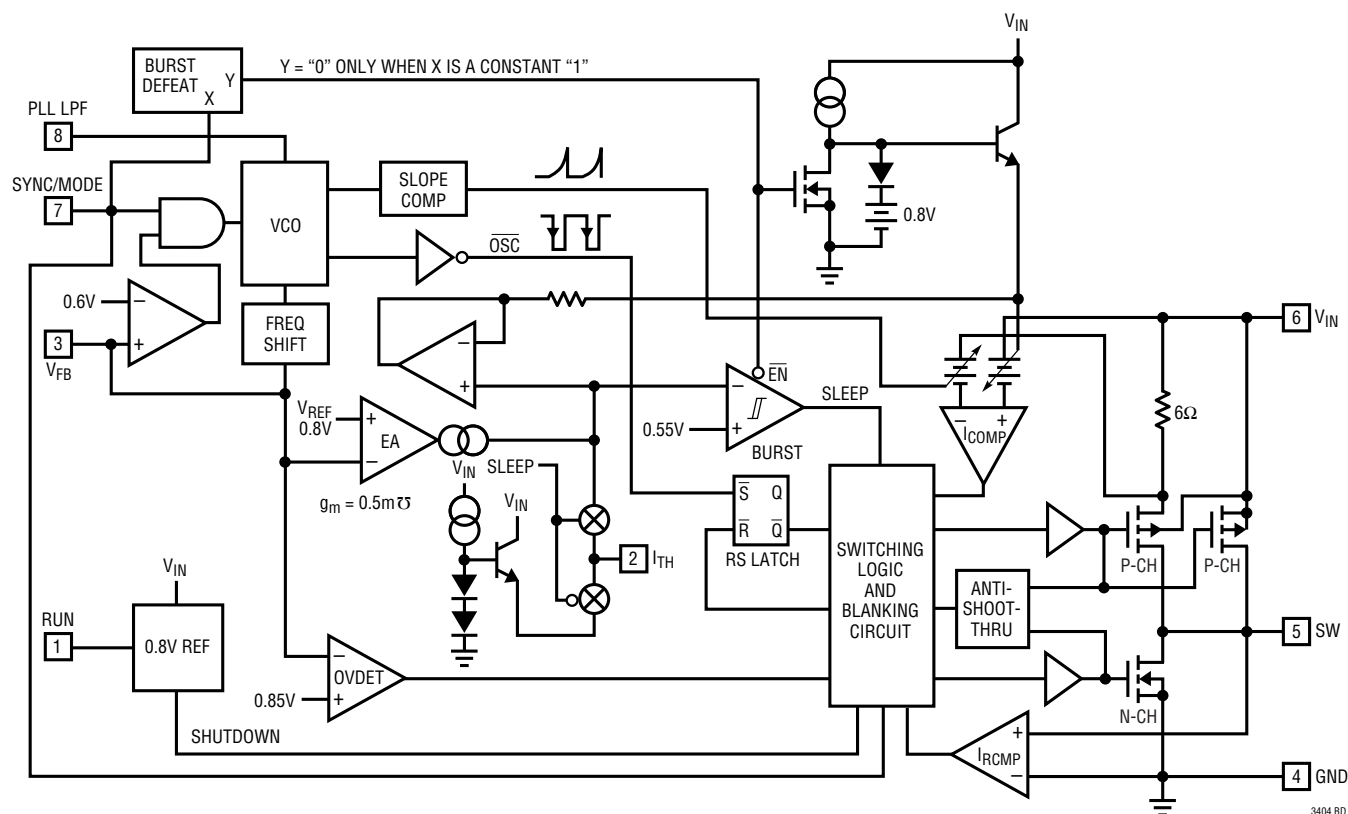 V_IN
BURST
DEFEAT
Y
X
Y = “0” ONLY WHEN X IS A CONSTANT “1”
PLL LPF
8
SYNC/MODE
7
VCO
SLOPE
COMP
OSC
0.8V
0.6V
−
+
3
V_FB
FREQ
SHIFT
−
+
6
V_IN
V_REF
0.8V
+
−
EA
g_m = 0.5m℧
EN
−
+
0.55V
BURST
SLEEP
−
+
I_COMP
6Ω
V_IN
SLEEP
V_IN
2
I_TH
S
Q
R
Q
RS LATCH
SWITCHING
LOGIC
AND
BLANKING
CIRCUIT
P-CH
P-CH
ANTI-
SHOOT-
THRU
V_IN
RUN
1
0.8V REF
5
SW
−
+
OVDET
0.85V
N-CH
SHUTDOWN
+
−
I_RCMP
4
GND
3404 BD